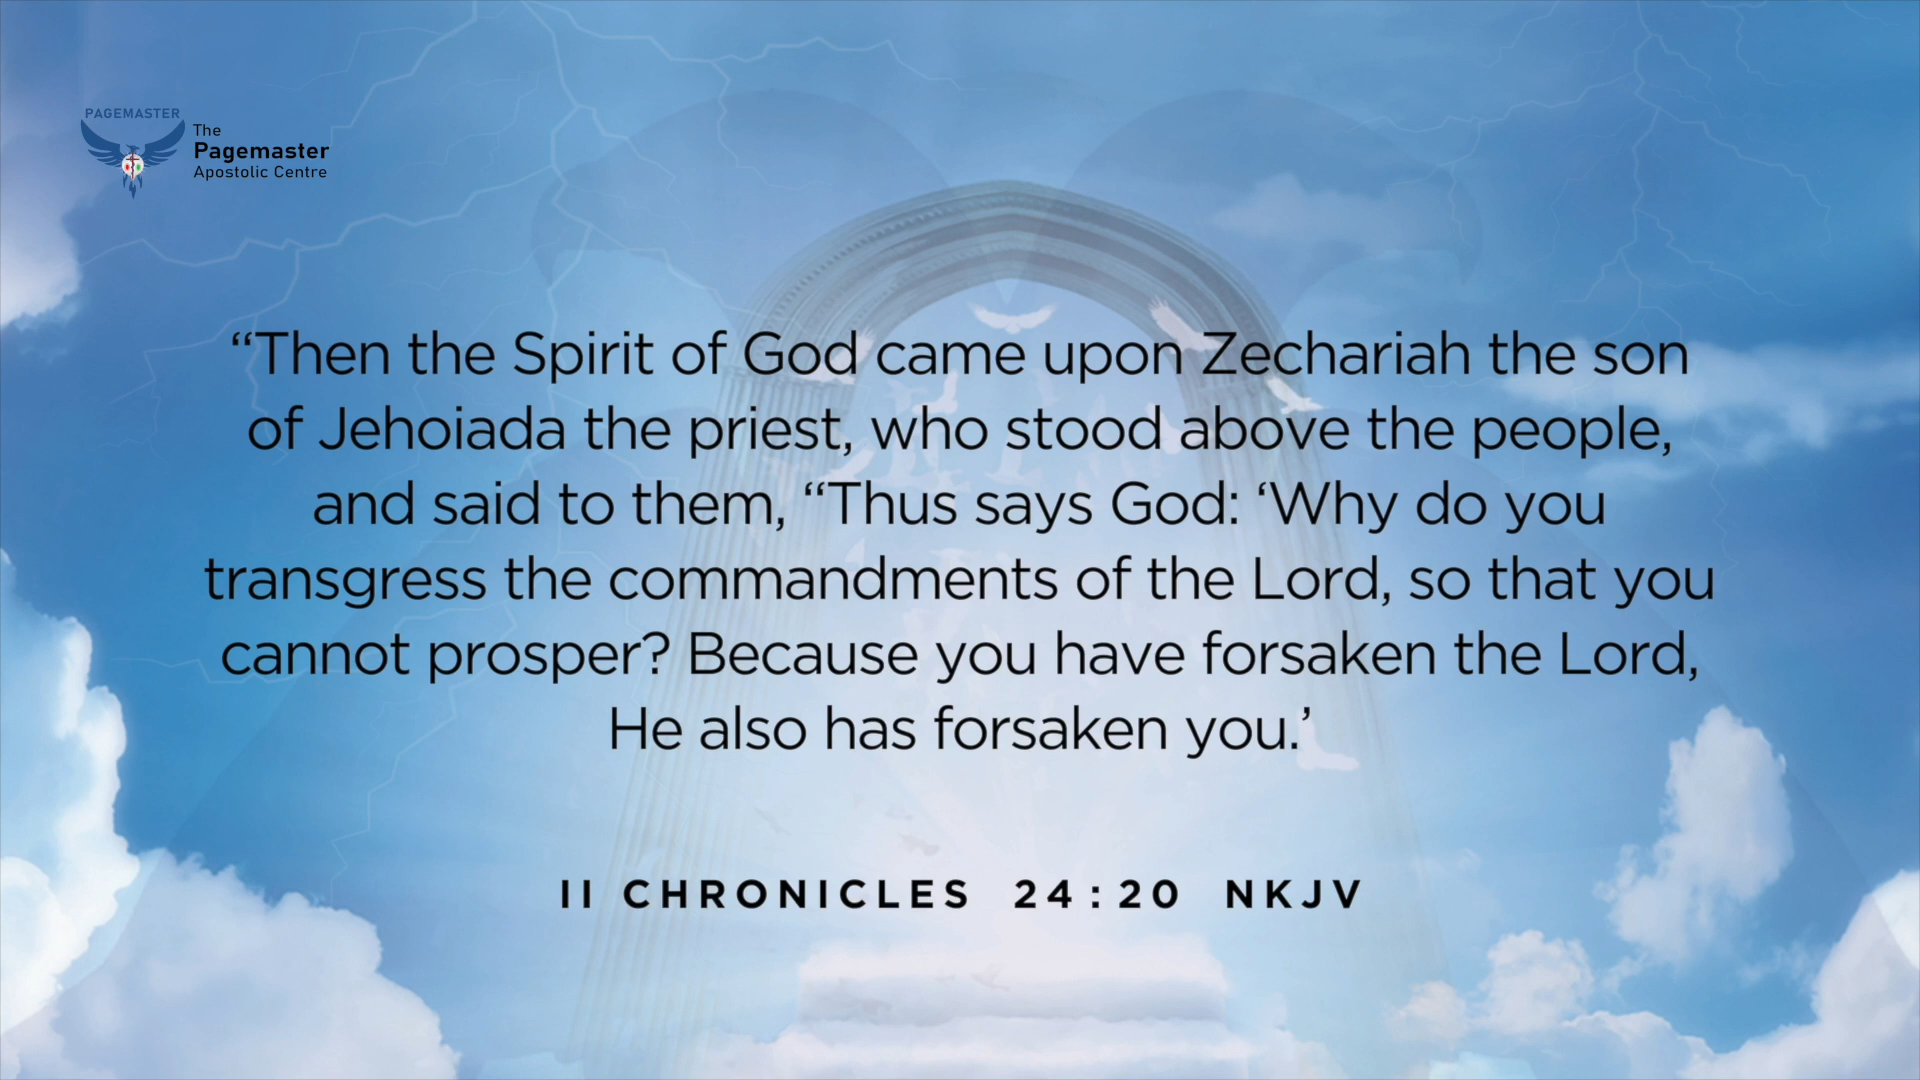 PAGEMASTER
The
Pagemaster
Apostolic Centre
“Then the Spirit of God came upon Zechariah the son
of Jehoiada the priest, who stood above the people,
and said to them, “Thus says God: ‘Why do you
transgress the commandments of the Lord, so that you
cannot prosper? Because you have forsaken the Lord,
He also has forsaken you.’
II CHRONICLES 24:20 NKJV